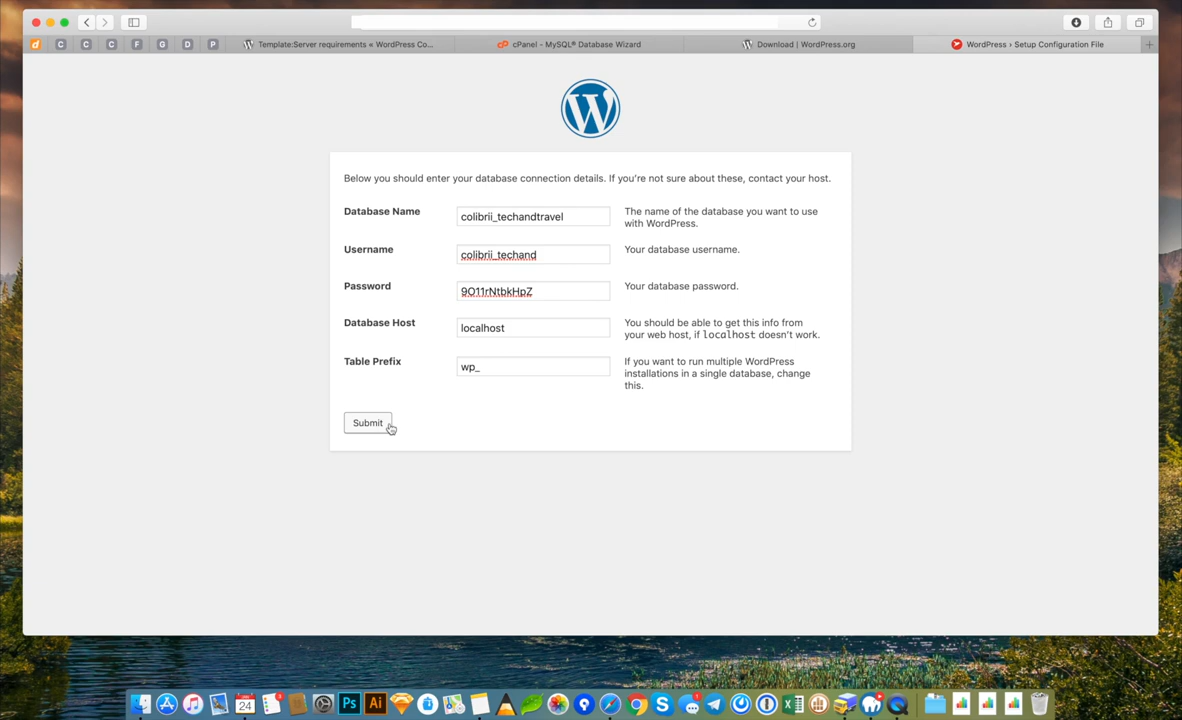 d C C C F G D P Template:Server requirements « WordPress Co... cPanel - MySQL® Database Wizard Download | WordPress.org WordPress › Setup Configuration File
W
Below you should enter your database connection details. If you're not sure about these, contact your host.
Database Name colibrii_techandtravel The name of the database you want to use
with WordPress.
Username colibrii_techand Your database username.
Password 9O11rNtbkHpZ Your database password.
Database Host localhost You should be able to get this info from
your web host, if localhost doesn't work.
Table Prefix wp_ If you want to run multiple WordPress
installations in a single database, change
this.
Submit
24 Ps Ai